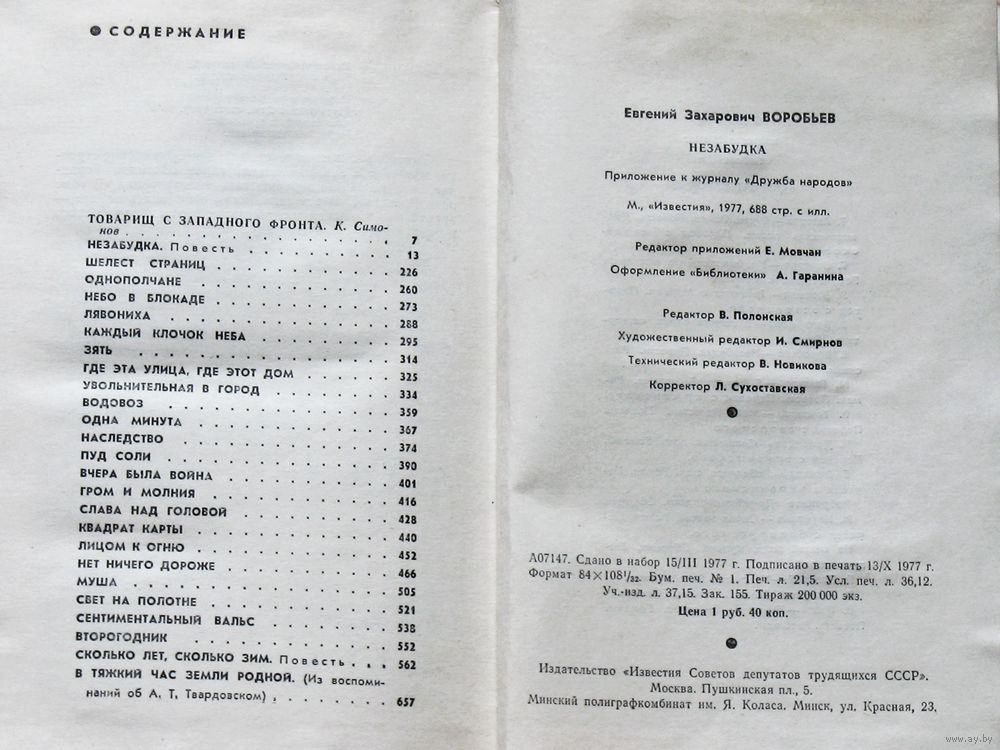 СОДЕРЖАНИЕ
ТОВАРИЩ С ЗАПАДНОГО ФРОНТА. К. Симо-
нов . . . . . . . . . . . . . . . . 7
НЕЗАБУДКА. Повесть . . . . . . . . . 13
ШЕЛЕСТ СТРАНИЦ . . . . . . . . . . . 226
ОДНОПОЛЧАНЕ . . . . . . . . . . . . 260
НЕБО В БЛОКАДЕ . . . . . . . . . . . 273
ЛЯВОНИХА . . . . . . . . . . . . . . 288
КАЖДЫЙ КЛОЧОК НЕБА . . . . . . . . . 295
ЗЯТЬ . . . . . . . . . . . . . . . . 314
ГДЕ ЭТА УЛИЦА, ГДЕ ЭТОТ ДОМ . . . . . 325
УВОЛЬНИТЕЛЬНАЯ В ГОРОД . . . . . . . 334
ВОДОВОЗ . . . . . . . . . . . . . . 359
ОДНА МИНУТА . . . . . . . . . . . . 367
НАСЛЕДСТВО . . . . . . . . . . . . . 374
ПУД СОЛИ . . . . . . . . . . . . . . 390
ВЧЕРА БЫЛА ВОЙНА . . . . . . . . . . 401
ГРОМ И МОЛНИЯ . . . . . . . . . . . 416
СЛАВА НАД ГОЛОВОЙ . . . . . . . . . 428
КВАДРАТ КАРТЫ . . . . . . . . . . . 440
ЛИЦОМ К ОГНЮ . . . . . . . . . . . . 452
НЕТ НИЧЕГО ДОРОЖЕ . . . . . . . . . 466
МУША . . . . . . . . . . . . . . . . 505
СВЕТ НА ПОЛОТНЕ . . . . . . . . . . 521
СЕНТИМЕНТАЛЬНЫЙ ВАЛЬС . . . . . . . 538
ВТОРОГОДНИК . . . . . . . . . . . . 552
СКОЛЬКО ЛЕТ, СКОЛЬКО ЗИМ. Повесть . . . 562
В ТЯЖКИЙ ЧАС ЗЕМЛИ РОДНОЙ. (Из воспоми-
наний об А. Т. Твардовском) . . . . . . 657
Евгений Захарович ВОРОБЬЕВ
НЕЗАБУДКА
Приложение к журналу «Дружба народов»
М., «Известия», 1977, 688 стр. с илл.
Редактор приложений Е. Мовчан
Оформление «Библиотеки» А. Гаранина
Редактор В. Полонская
Художественный редактор И. Смирнов
Технический редактор В. Новикова
Корректор Л. Сухоставская
А07147. Сдано в набор 15/III 1977 г. Подписано в печать 13/X 1977 г.
Формат 84×108¹/₃₂. Бум. печ. № 1. Печ. л. 21,5. Усл. печ. л. 36,12.
Уч.-изд. л. 37,15. Зак. 155. Тираж 200 000 экз.
Цена 1 руб. 40 коп.
Издательство «Известия Советов депутатов трудящихся СССР».
Москва. Пушкинская пл., 5.
Минский полиграфкомбинат им. Я. Коласа. Минск, ул. Красная, 23.
www.ay.by